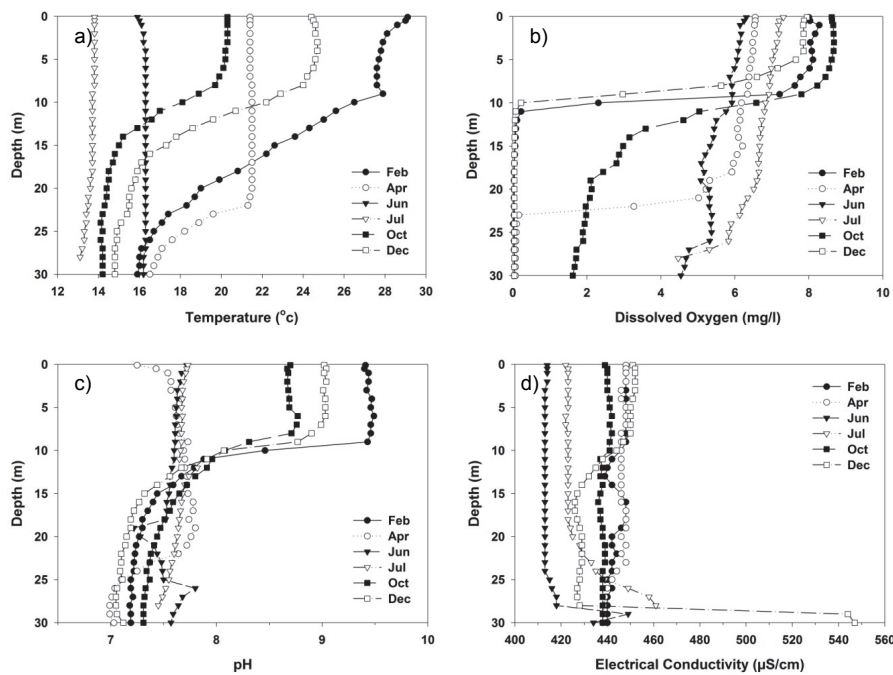 a)
Depth (m)
0
5
10
15
20
25
30
12 14 16 18 20 22 24 26 28 30
Temperature (°c)
Feb
Apr
Jun
Jul
Oct
Dec
b)
Depth (m)
0
5
10
15
20
25
30
0 2 4 6 8 10
Dissolved Oxygen (mg/l)
Feb
Apr
Jun
Jul
Oct
Dec
c)
Depth (m)
0
5
10
15
20
25
30
7 8 9 10
pH
Feb
Apr
Jun
Jul
Oct
Dec
d)
Depth (m)
0
5
10
15
20
25
30
400 420 440 460 480 500 520 540 560
Electrical Conductivity (µS/cm)
Feb
Apr
Jun
Jul
Oct
Dec